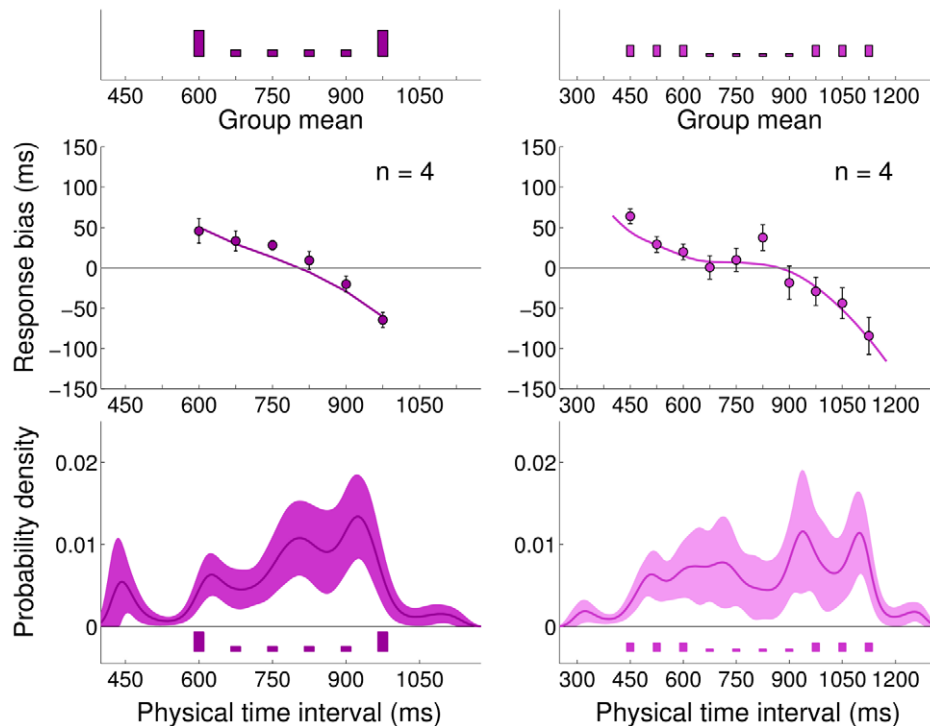 450 600 750 900 1050
Group mean
300 450 600 750 900 1050 1200
Group mean
Response bias (ms)
150
100
50
0
−50
−100
−150
n = 4
450 600 750 900 1050
150
100
50
0
−50
−100
−150
n = 4
300 450 600 750 900 1050 1200
Probability density
0.02
0.01
0
450 600 750 900 1050
Physical time interval (ms)
0.02
0.01
0
300 450 600 750 900 1050 1200
Physical time interval (ms)